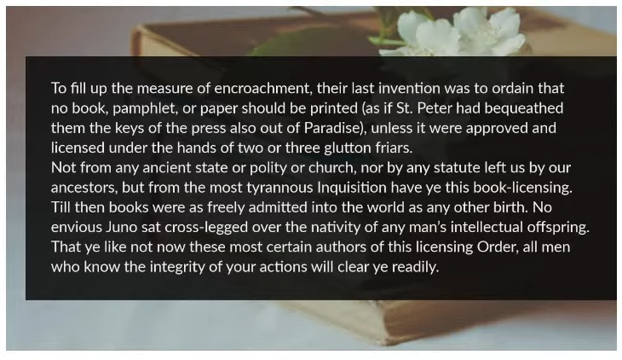 To fill up the measure of encroachment, their last invention was to ordain that
no book, pamphlet, or paper should be printed (as if St. Peter had bequeathed
them the keys of the press also out of Paradise), unless it were approved and
licensed under the hands of two or three glutton friars.
Not from any ancient state or polity or church, nor by any statute left us by our
ancestors, but from the most tyrannous Inquisition have ye this book-licensing.
Till then books were as freely admitted into the world as any other birth. No
envious Juno sat cross-legged over the nativity of any man’s intellectual offspring.
That ye like not now these most certain authors of this licensing Order, all men
who know the integrity of your actions will clear ye readily.